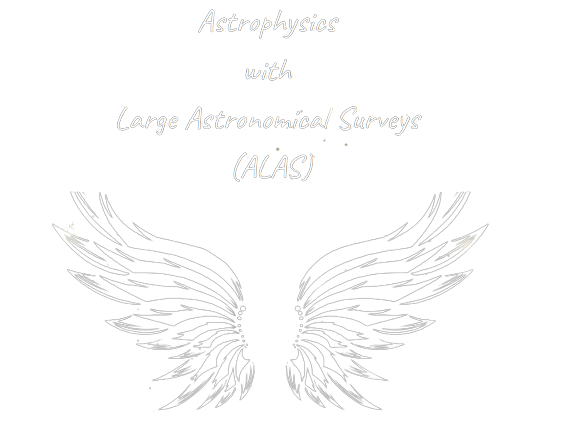 Astrophysics
with
Large Astronomical Surveys
(ALAS)